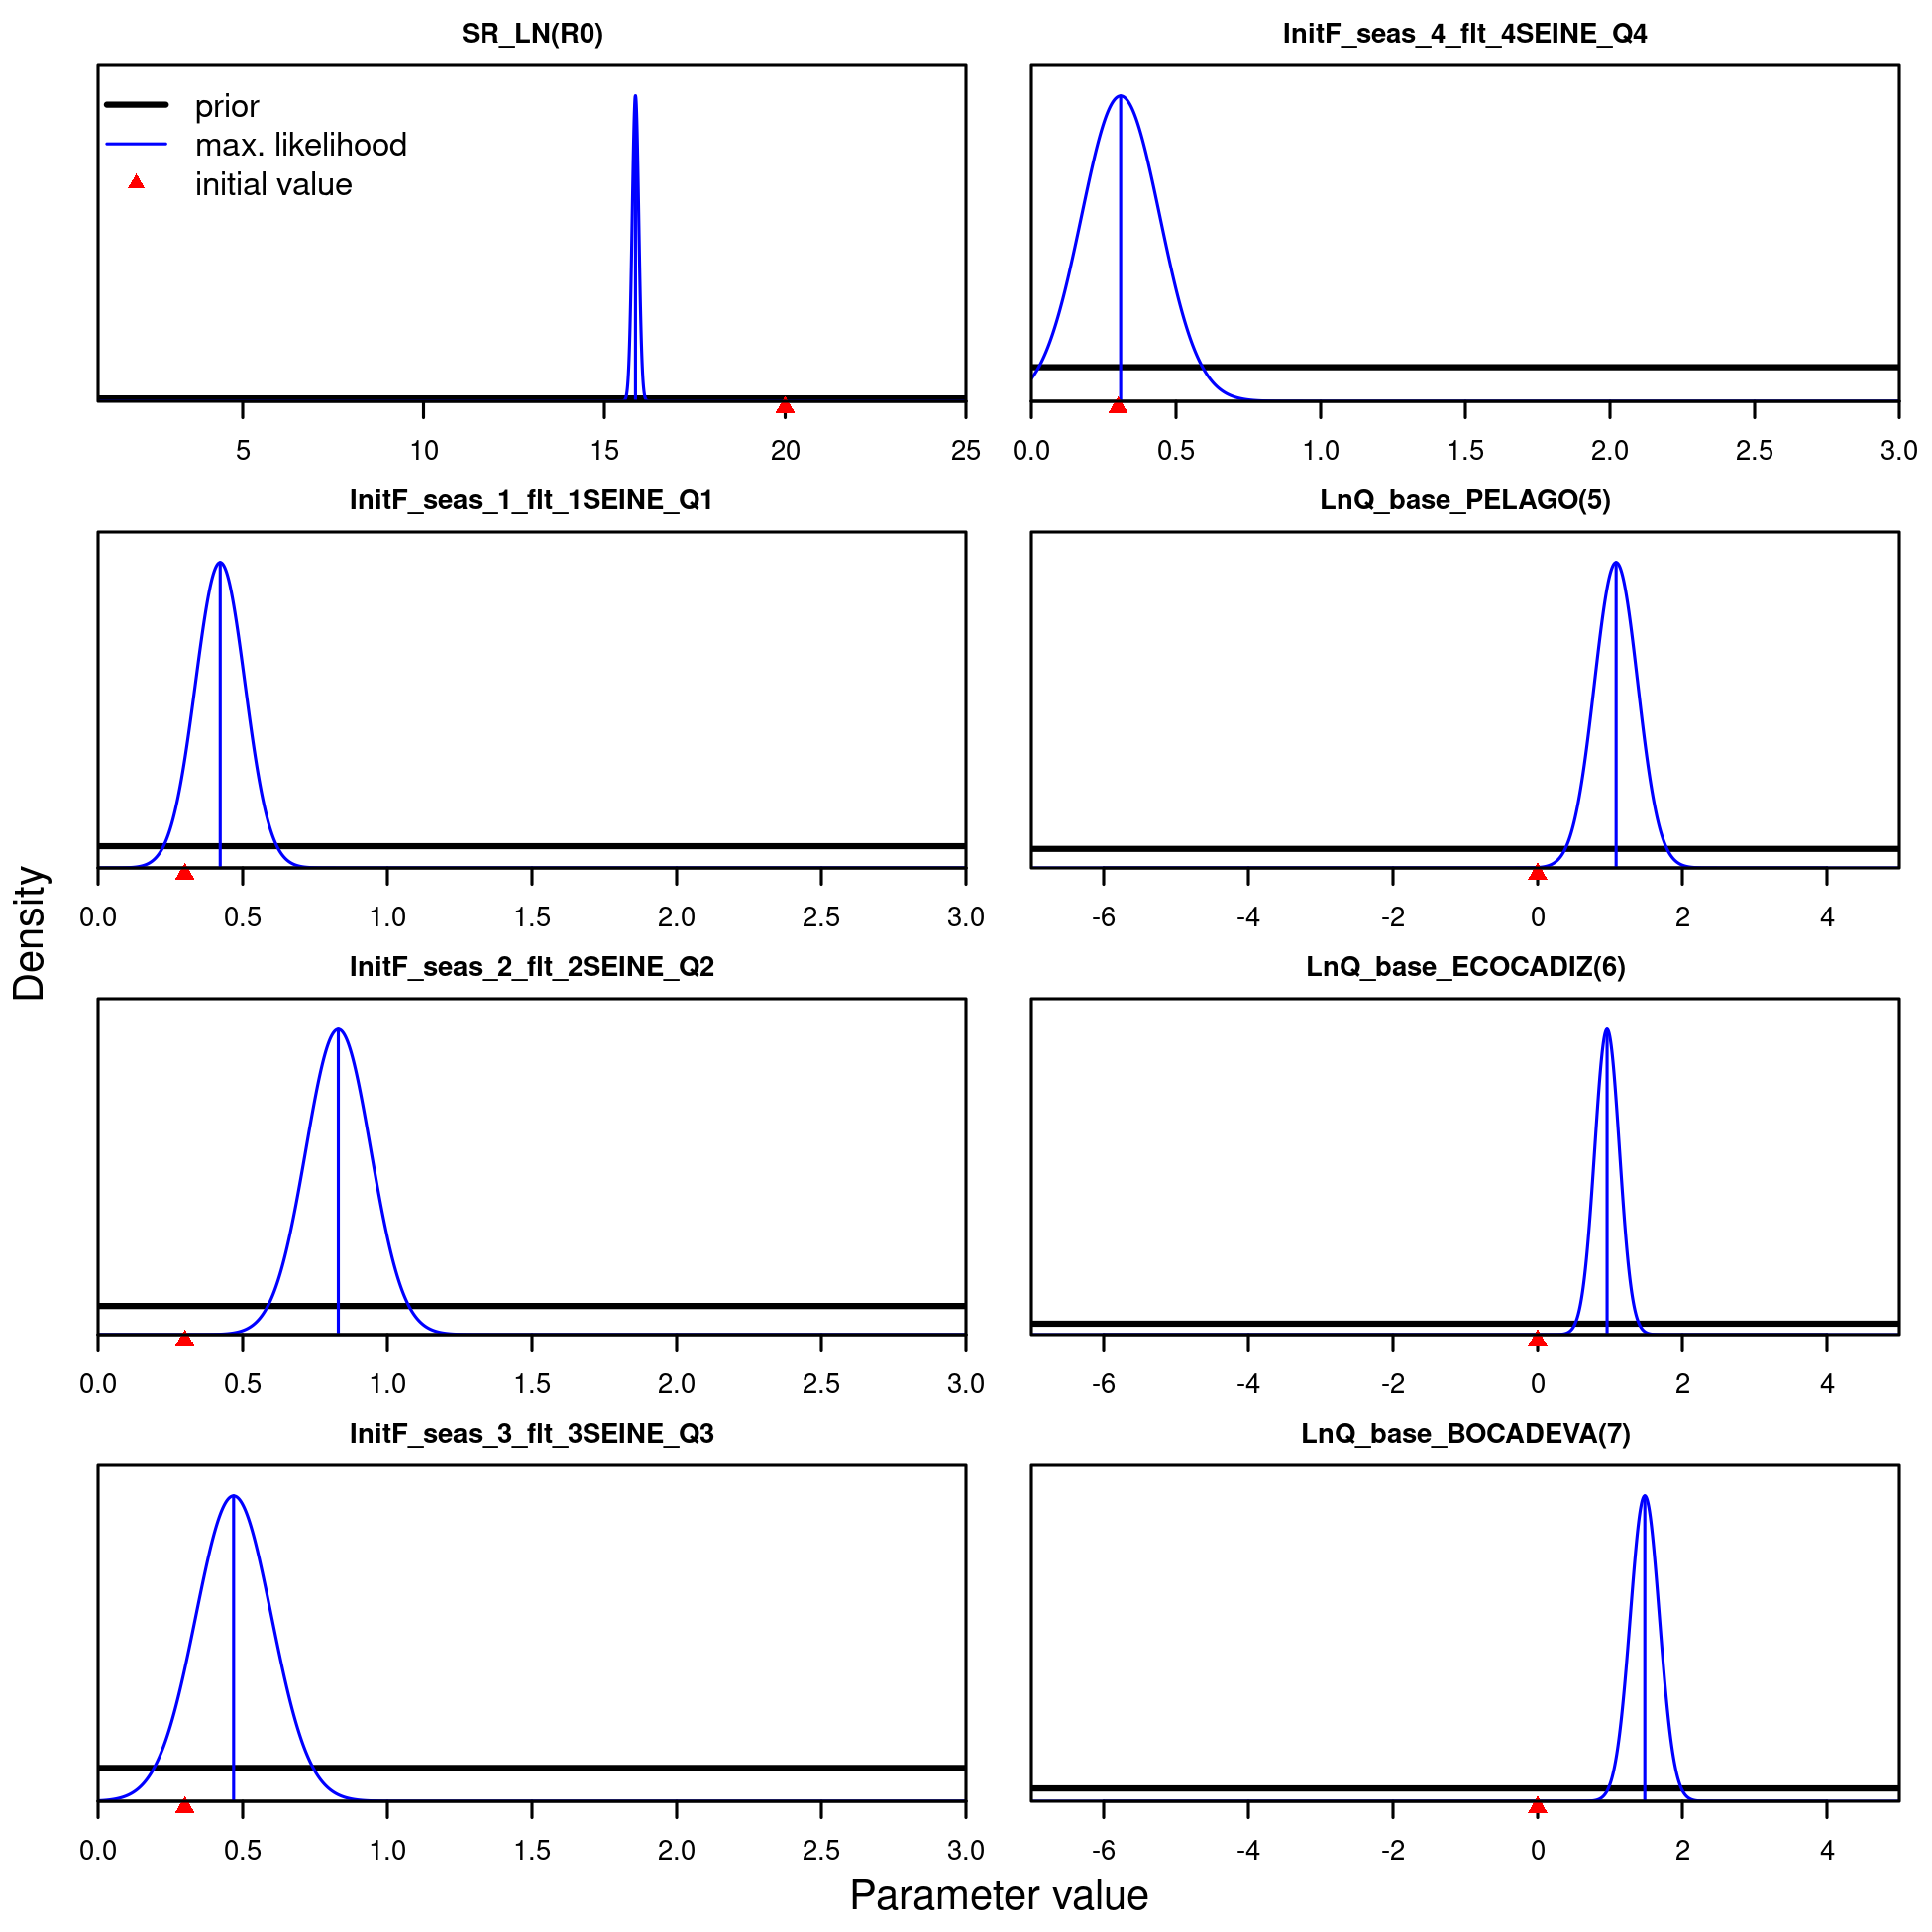 SR_LN(R0)
prior
max. likelihood
initial value
5 10 15 20 25
InitF_seas_4_flt_4SEINE_Q4
0.0 0.5 1.0 1.5 2.0 2.5 3.0
InitF_seas_1_flt_1SEINE_Q1
0.0 0.5 1.0 1.5 2.0 2.5 3.0
LnQ_base_PELAGO(5)
-6 -4 -2 0 2 4
InitF_seas_2_flt_2SEINE_Q2
0.0 0.5 1.0 1.5 2.0 2.5 3.0
LnQ_base_ECOCADIZ(6)
-6 -4 -2 0 2 4
InitF_seas_3_flt_3SEINE_Q3
0.0 0.5 1.0 1.5 2.0 2.5 3.0
LnQ_base_BOCADEVA(7)
-6 -4 -2 0 2 4
Density
Parameter value